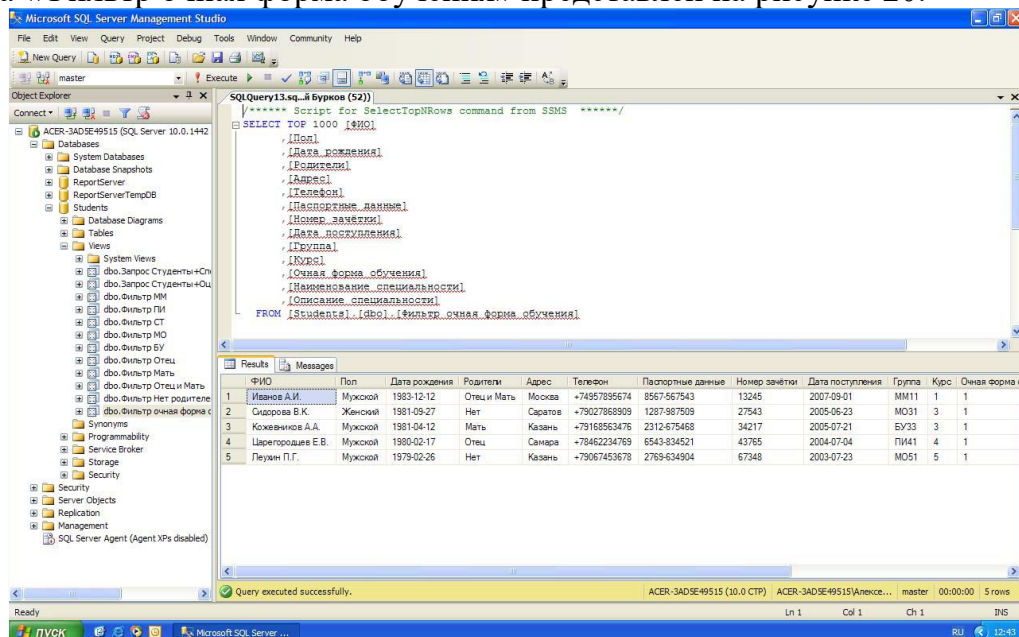 «Фильтр очная форма обучения» представлен на рисунке 20.
Microsoft SQL Server Management Studio
File Edit View Query Project Debug Tools Window Community Help
New Query
master Execute
Object Explorer
Connect
ACER-3AD5E49515 (SQL Server 10.0.1442
Databases
System Databases
Database Snapshots
ReportServer
ReportServerTempDB
Students
Database Diagrams
Tables
Views
System Views
dbo.Запрос Студенты+Спе
dbo.Запрос Студенты+Оц
dbo.Фильтр ММ
dbo.Фильтр ПИ
dbo.Фильтр СТ
dbo.Фильтр МО
dbo.Фильтр БУ
dbo.Фильтр Отец
dbo.Фильтр Мать
dbo.Фильтр Отец и Мать
dbo.Фильтр Нет родителе
dbo.Фильтр очная форма о
Synonyms
Programmability
Service Broker
Storage
Security
Security
Server Objects
Replication
Management
SQL Server Agent (Agent XPs disabled)
SQLQuery13.sq...й Бурков (52))
/****** Script for SelectTopNRows command from SSMS ******/
SELECT TOP 1000 [ФИО]
,[Пол]
,[Дата рождения]
,[Родители]
,[Адрес]
,[Телефон]
,[Паспортные данные]
,[Номер зачётки]
,[Дата поступления]
,[Группа]
,[Курс]
,[Очная форма обучения]
,[Наименование специальности]
,[Описание специальности]
FROM [Students].[dbo].[Фильтр очная форма обучения]
Results Messages
ФИО Пол Дата рождения Родители Адрес Телефон Паспортные данные Номер зачётки Дата поступления Группа Курс Очная форма о
1 Иванов А.И. Мужской 1983-12-12 Отец и Мать Москва +74957895674 8567-567543 13245 2007-09-01 ММ11 1 1
2 Сидорова В.К. Женский 1981-09-27 Нет Саратов +79027868909 1287-987509 27543 2005-06-23 МО31 3 1
3 Кожевников А.А. Мужской 1981-04-12 Мать Казань +79168563476 2312-675468 34217 2005-07-21 БУ33 3 1
4 Царегородцев Е.В. Мужской 1980-02-17 Отец Самара +78462234769 6543-834521 43765 2004-07-04 ПИ41 4 1
5 Леухин П.Г. Мужской 1979-02-26 Нет Казань +79067453678 2769-634904 67348 2003-07-23 МО51 5 1
Query executed successfully. ACER-3AD5E49515 (10.0 CTP) ACER-3AD5E49515\Алексе... master 00:00:00 5 rows
Ready Ln 1 Col 1 Ch 1 INS
пуск Microsoft SQL Server ... RU 12:43